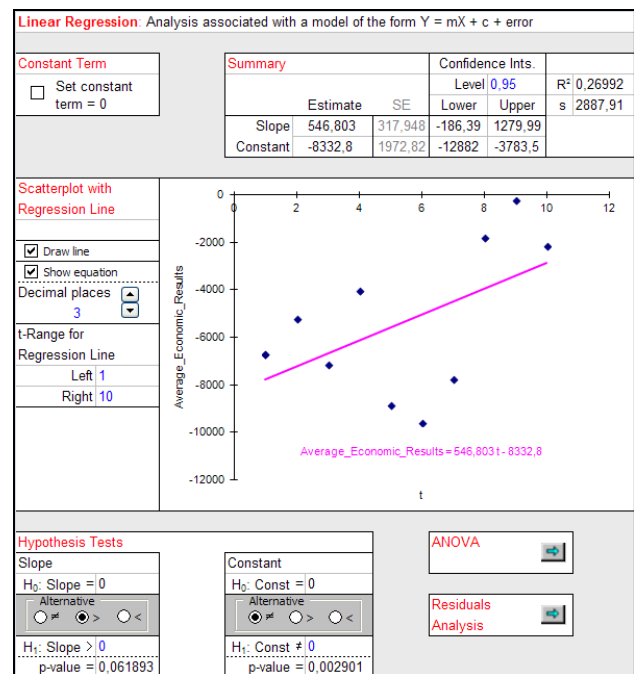 Linear Regression: Analysis associated with a model of the form Y = mX + c + error
Constant Term
Set constant
term = 0
Summary
Confidence Ints.
Level 0,95 R² 0,26992
Estimate SE Lower Upper s 2887,91
Slope 546,803 317,948 -186,39 1279,99
Constant -8332,8 1972,82 -12882 -3783,5
Scatterplot with
Regression Line
Draw line
Show equation
Decimal places
3
t-Range for
Regression Line
Left 1
Right 10
0
0 2 4 6 8 10 12
-2000
-4000
-6000
-8000
-10000
-12000
Average_Economic_Results
Average_Economic_Results = 546,803 t - 8332,8
t
Hypothesis Tests
Slope
H₀: Slope = 0
Alternative
≠ > <
H₁: Slope > 0
p-value = 0,061893
Constant
H₀: Const = 0
Alternative
≠ > <
H₁: Const ≠ 0
p-value = 0,002901
ANOVA
Residuals
Analysis